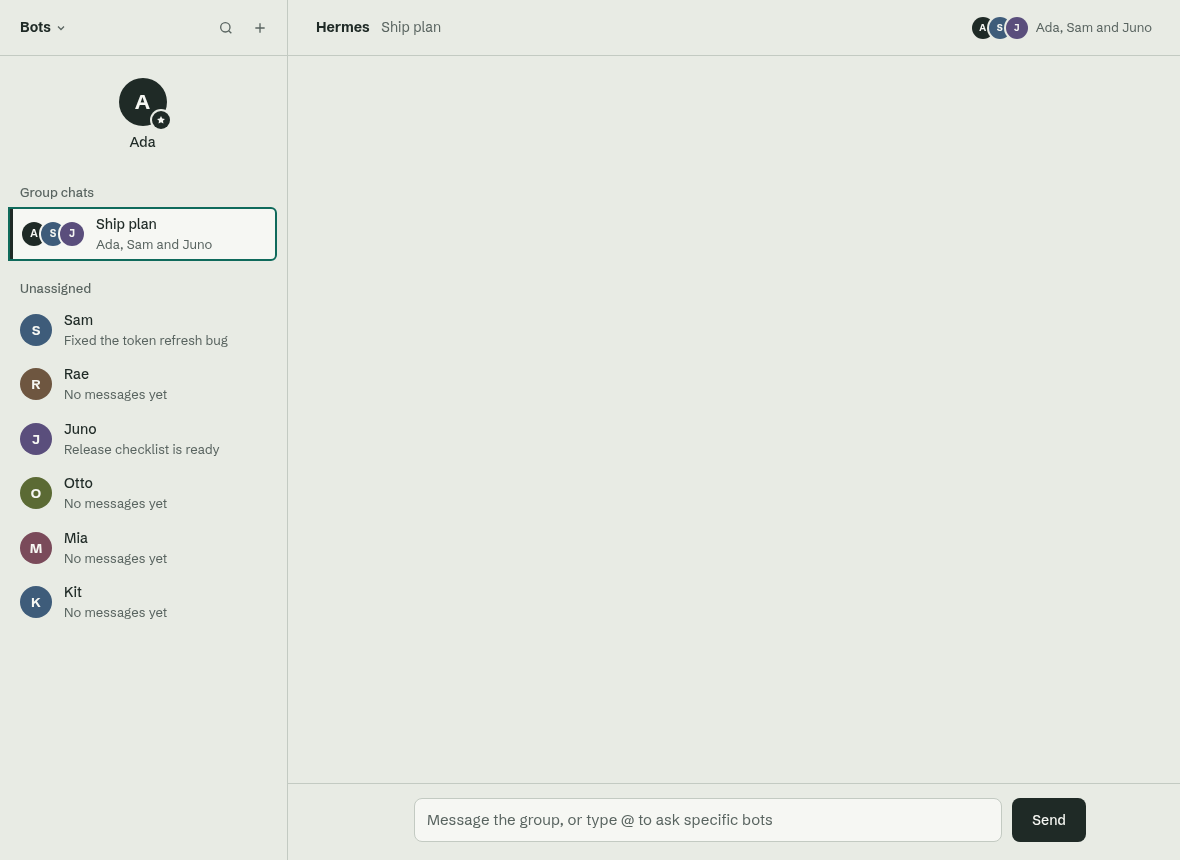 Bots
A
Ada
Group chats
A S J
Ship plan
Ada, Sam and Juno
Unassigned
S
Sam
Fixed the token refresh bug
R
Rae
No messages yet
J
Juno
Release checklist is ready
O
Otto
No messages yet
M
Mia
No messages yet
K
Kit
No messages yet
Hermes Ship plan
A S J Ada, Sam and Juno
Message the group, or type @ to ask specific bots
Send